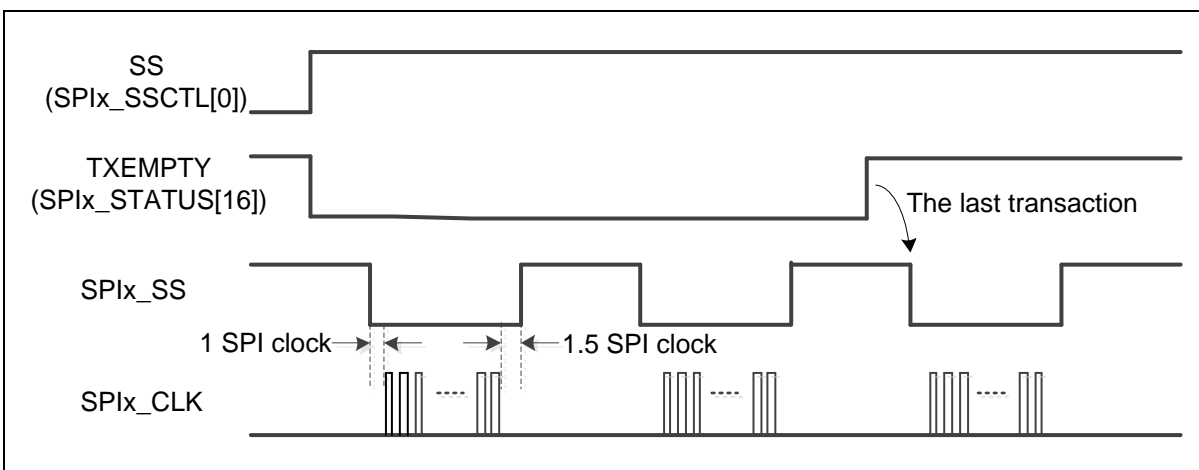 SS
(SPIx_SSCTL[0])
TXEMPTY
(SPIx_STATUS[16])
The last transaction
SPIx_SS
1 SPI clock
1.5 SPI clock
SPIx_CLK